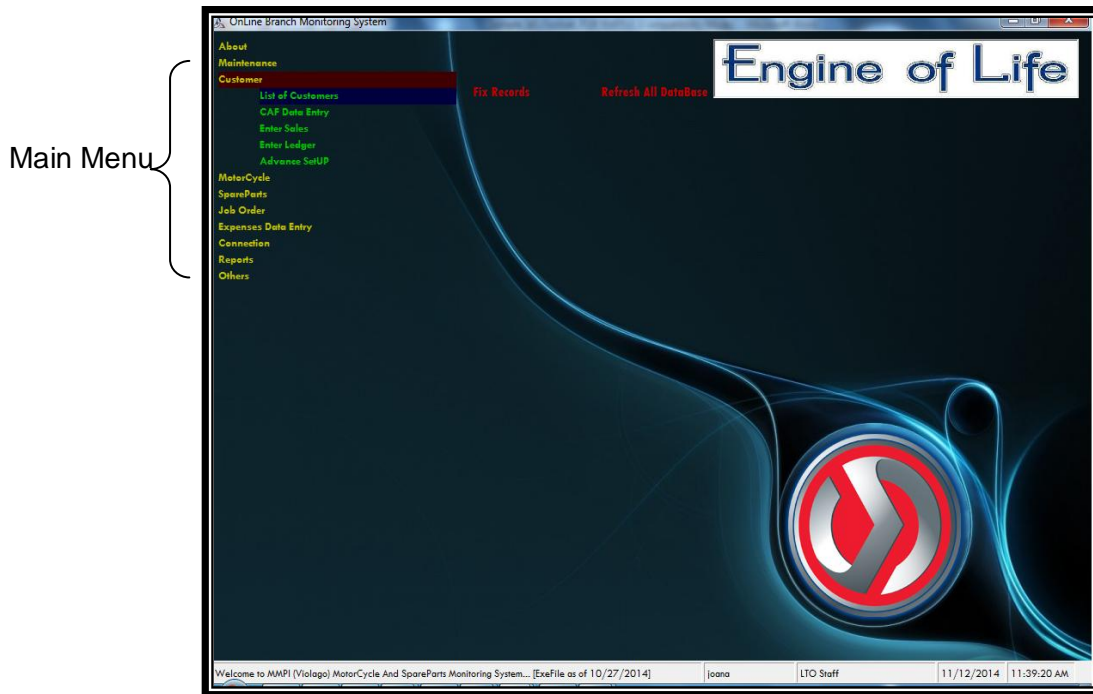 OnLine Branch Monitoring System
About
Maintenance
Customer
List of Customers
CAF Data Entry
Enter Sales
Enter Ledger
Advance SetUP
MotorCycle
SpareParts
Job Order
Expenses Data Entry
Connection
Reports
Others
Main Menu
Fix Records
Refresh All DataBase
Engine of Life
Welcome to MMPI (Violago) MotorCycle And SpareParts Monitoring System... [ExeFile as of 10/27/2014]
joana
LTO Staff
11/12/2014
11:39:20 AM